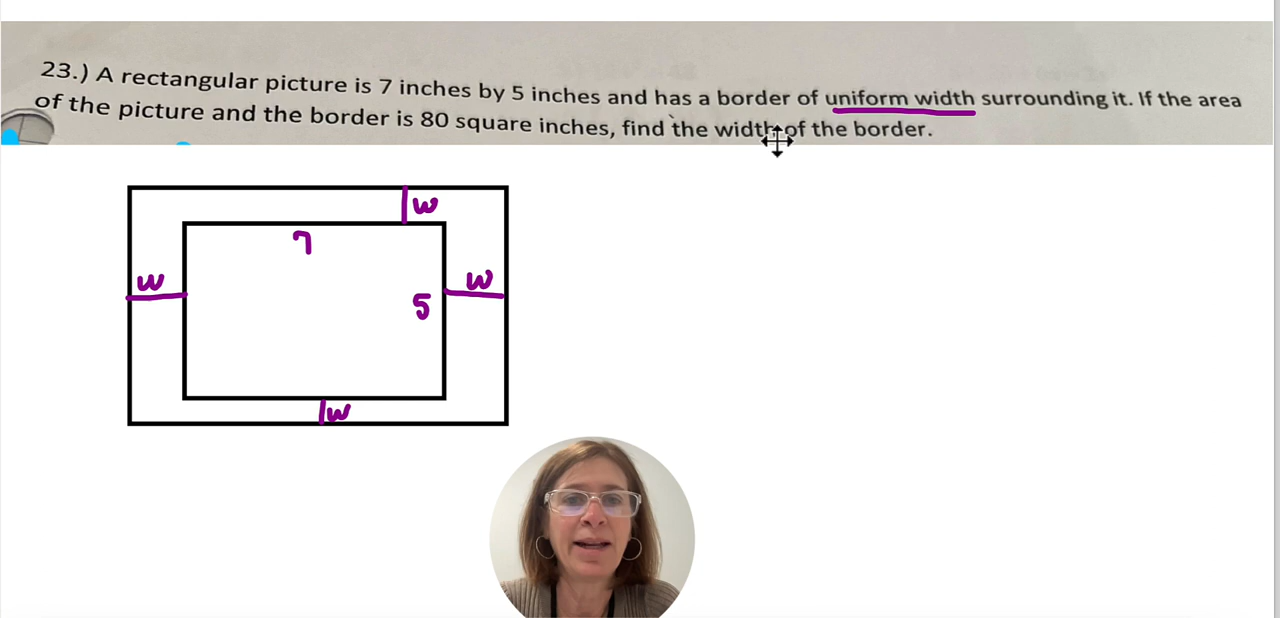 23.) A rectangular picture is 7 inches by 5 inches and has a border of uniform width surrounding it. If the area
of the picture and the border is 80 square inches, find the width of the border.
w
7
w
w
5
w